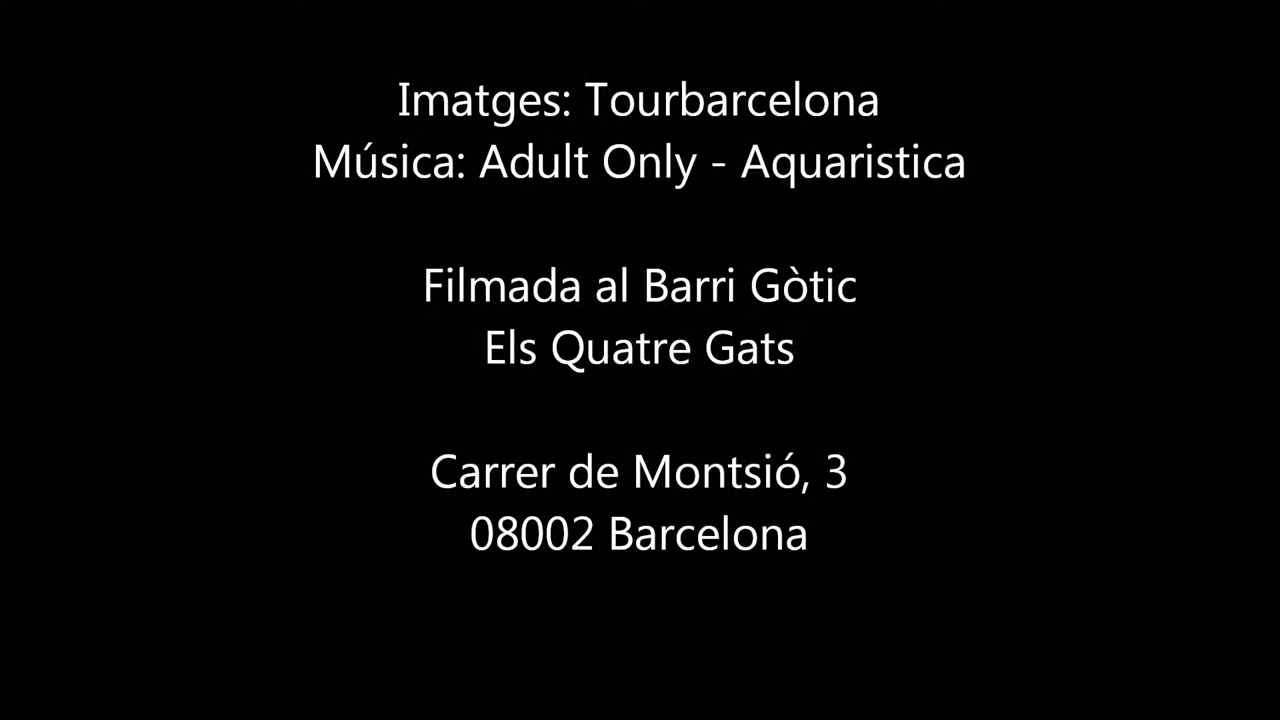 Imatges: Tourbarcelona
Música: Adult Only - Aquaristica
Filmada al Barri Gòtic
Els Quatre Gats
Carrer de Montsió, 3
08002 Barcelona